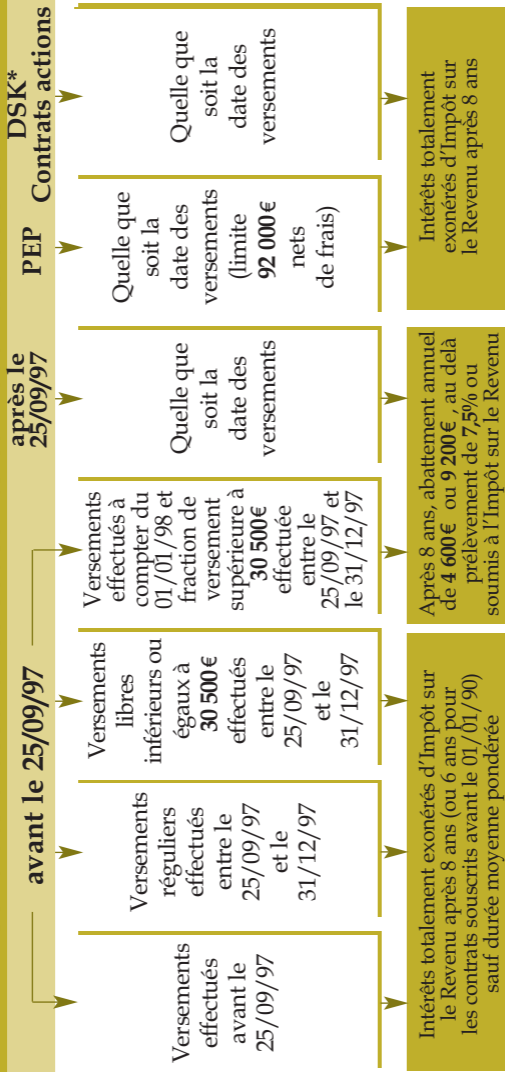 avant le 25/09/97
après le
25/09/97
PEP
DSK*
Contrats actions
Versements
effectués
avant le
25/09/97
Versements
réguliers
effectués
entre le
25/09/97
et le
31/12/97
Versements
libres
inférieurs ou
égaux à
30 500€
effectués
entre le
25/09/97
et le
31/12/97
Versements
effectués à
compter du
01/01/98 et
fraction de
versement
supérieure à
30 500€
effectuée
entre le
25/09/97 et
le 31/12/97
Quelle que
soit la
date des
versements
Quelle que
soit la
date des
versements
(limite
92 000€
nets
de frais)
Quelle que
soit la
date des
versements
Intérêts totalement exonérés d'Impôt sur
le Revenu après 8 ans (ou 6 ans pour
les contrats souscrits avant le 01/01/90)
sauf durée moyenne pondérée
Après 8 ans, abattement annuel
de 4 600€ ou 9 200€, au delà
prélèvement de 7,5% ou
soumis à l'Impôt sur le Revenu
Intérêts totalement
exonérés d'Impôt sur
le Revenu après 8 ans